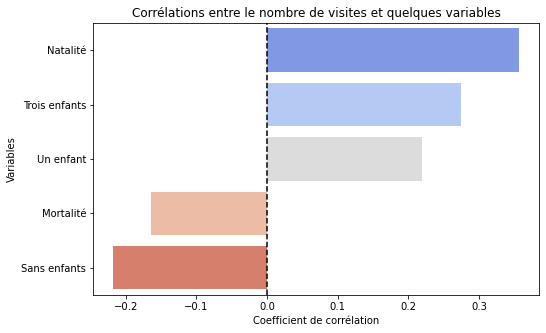 Corrélations entre le nombre de visites et quelques variables
Variables
Natalité
Trois enfants
Un enfant
Mortalité
Sans enfants
−0.2 −0.1 0.0 0.1 0.2 0.3
Coefficient de corrélation